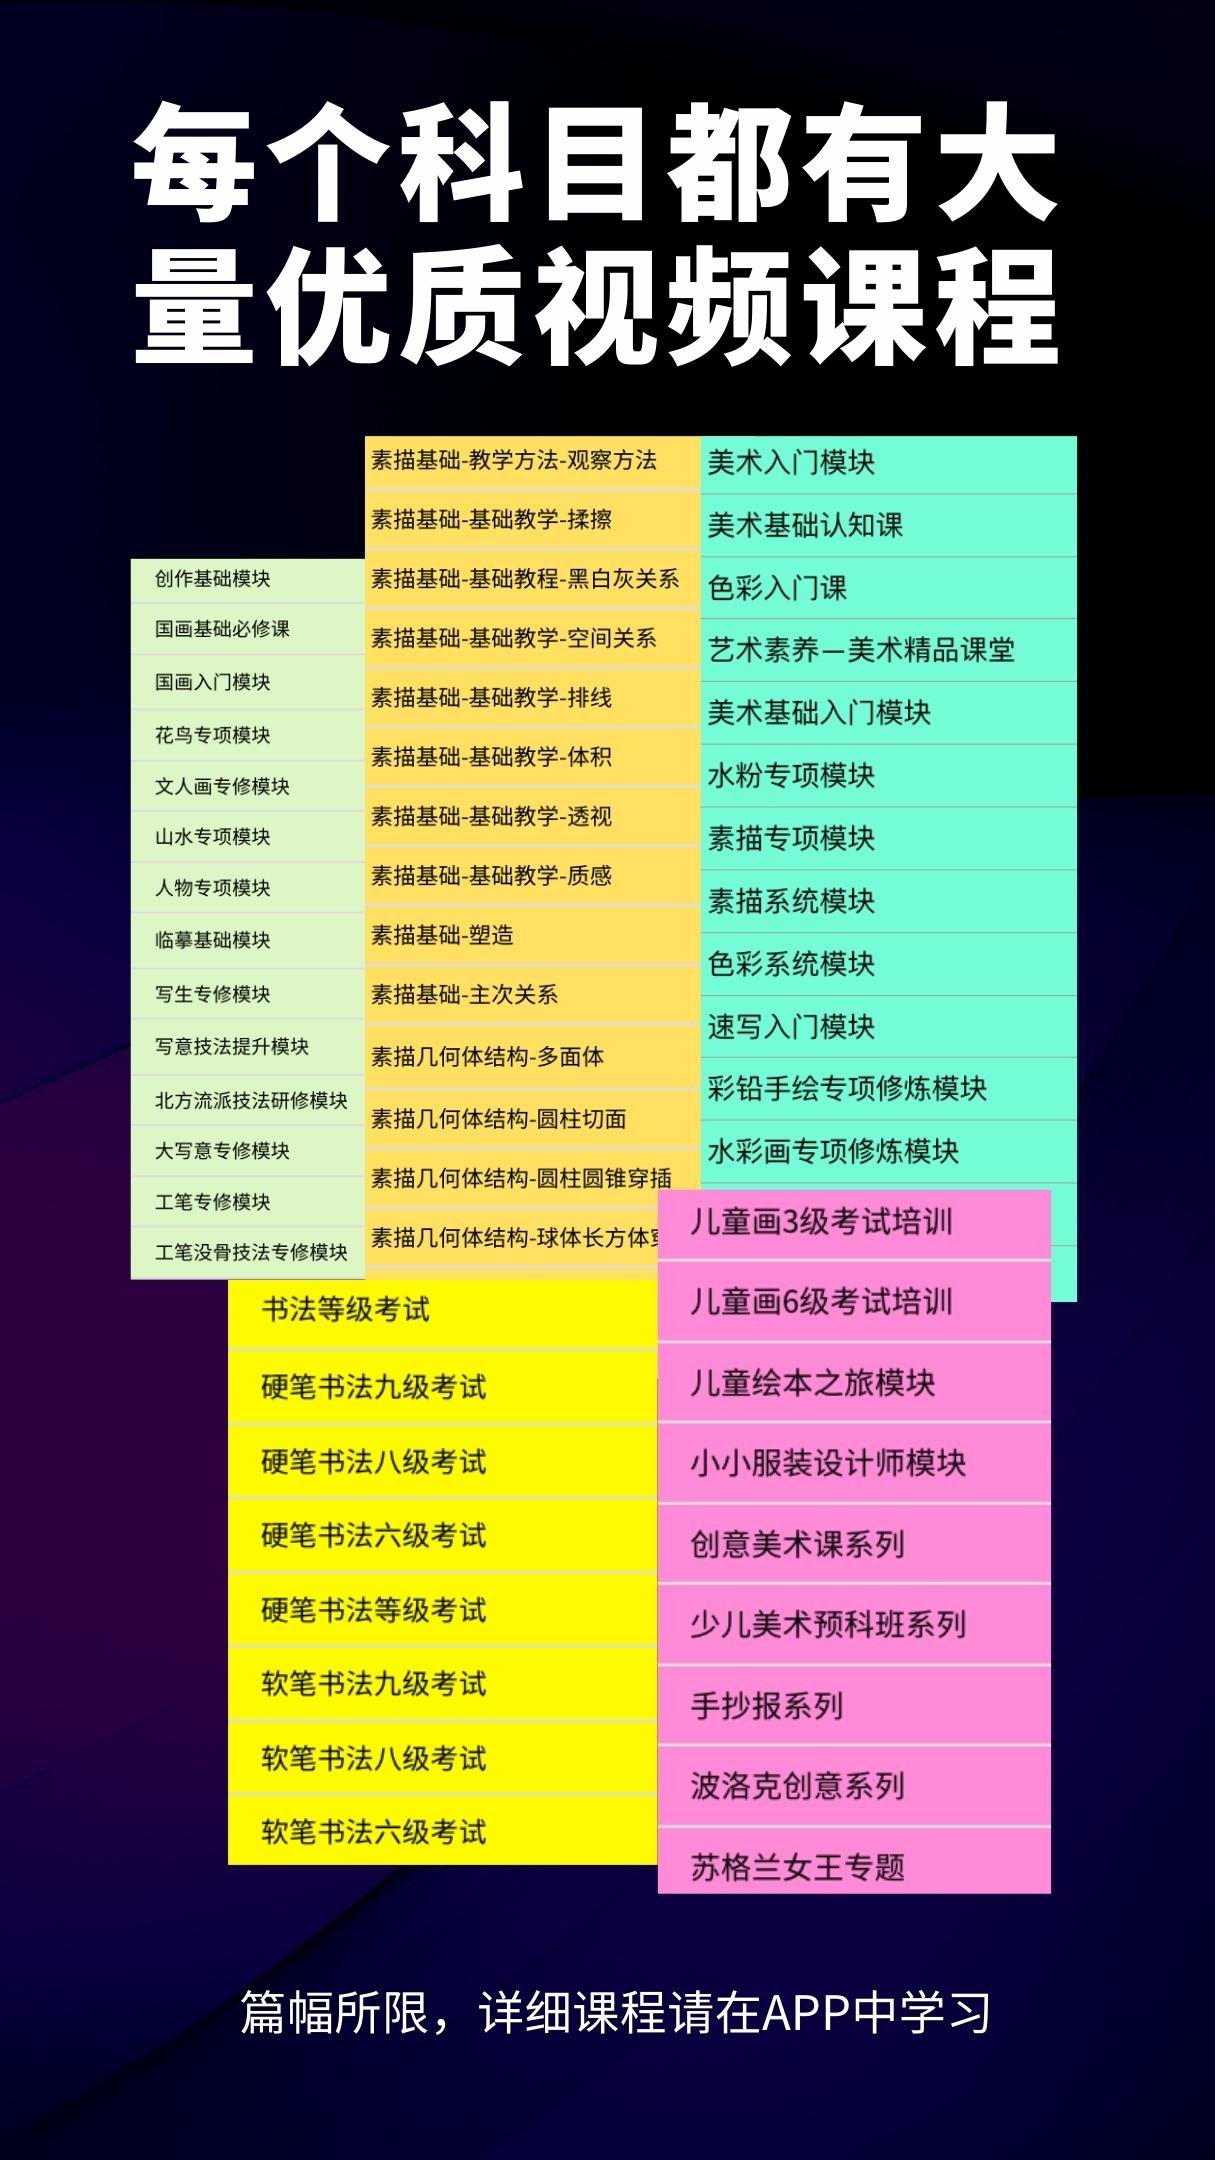 每个科目都有大
量优质视频课程
创作基础模块
国画基础必修课
国画入门模块
花鸟专项模块
文人画专修模块
山水专项模块
人物专项模块
临摹基础模块
写生专修模块
写意技法提升模块
北方流派技法研修模块
大写意专修模块
工笔专修模块
工笔没骨技法专修模块
素描基础-教学方法-观察方法
素描基础-基础教学-揉擦
素描基础-基础教程-黑白灰关系
素描基础-基础教学-空间关系
素描基础-基础教学-排线
素描基础-基础教学-体积
素描基础-基础教学-透视
素描基础-基础教学-质感
素描基础-塑造
素描基础-主次关系
素描几何体结构-多面体
素描几何体结构-圆柱切面
素描几何体结构-圆柱圆锥穿插
素描几何体结构-球体长方体
美术入门模块
美术基础认知课
色彩入门课
艺术素养—美术精品课堂
美术基础入门模块
水粉专项模块
素描专项模块
素描系统模块
色彩系统模块
速写入门模块
彩铅手绘专项修炼模块
水彩画专项修炼模块
书法等级考试
硬笔书法九级考试
硬笔书法八级考试
硬笔书法六级考试
硬笔书法等级考试
软笔书法九级考试
软笔书法八级考试
软笔书法六级考试
儿童画3级考试培训
儿童画6级考试培训
儿童绘本之旅模块
小小服装设计师模块
创意美术课系列
少儿美术预科班系列
手抄报系列
波洛克创意系列
苏格兰女王专题
篇幅所限，详细课程请在APP中学习